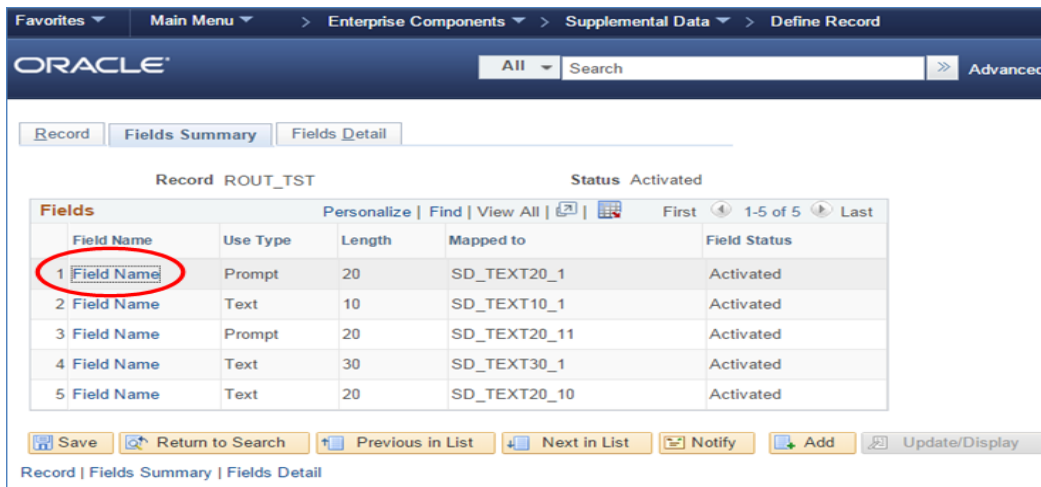 Favorites Main Menu > Enterprise Components > Supplemental Data > Define Record
ORACLE All Search » Advanced
Record Fields Summary Fields Detail
Record ROUT_TST Status Activated
Fields Personalize | Find | View All | | First 1-5 of 5 Last
Field Name Use Type Length Mapped to Field Status
1 Field Name Prompt 20 SD_TEXT20_1 Activated
2 Field Name Text 10 SD_TEXT10_1 Activated
3 Field Name Prompt 20 SD_TEXT20_11 Activated
4 Field Name Text 30 SD_TEXT30_1 Activated
5 Field Name Text 20 SD_TEXT20_10 Activated
Save Return to Search Previous in List Next in List Notify Add Update/Display
Record | Fields Summary | Fields Detail